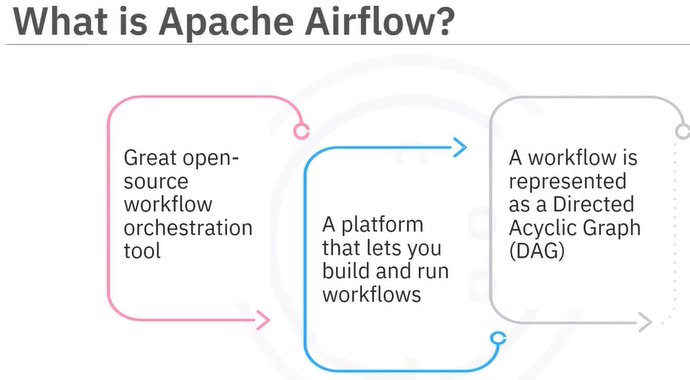 What is Apache Airflow?
Great open-
source
workflow
orchestration
tool
A platform
that lets you
build and run
workflows
A workflow is
represented
as a Directed
Acyclic Graph
(DAG)